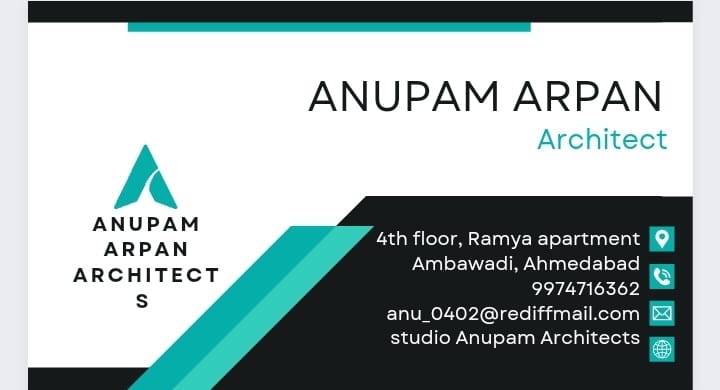 ANUPAM ARPAN
Architect
ANUPAM
ARPAN
ARCHITECT
S
4th floor, Ramya apartment
Ambawadi, Ahmedabad
9974716362
anu_0402@rediffmail.com
studio Anupam Architects